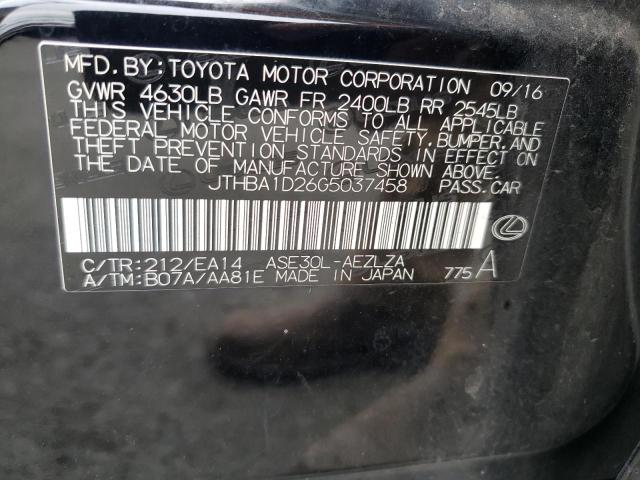 MFD.BY:TOYOTA MOTOR CORPORATION 09/16
GVWR 4630LB GAWR FR 2400LB RR 2545LB
THIS VEHICLE CONFORMS TO ALL APPLICABLE
FEDERAL MOTOR VEHICLE SAFETY,BUMPER,AND
THEFT PREVENTION STANDARDS IN EFFECT ON
THE DATE OF MANUFACTURE SHOWN ABOVE.
JTHBA1D26G5037458 PASS.CAR
C/TR:212/EA14 ASE30L-AEZLZA
A/TM:B07A/AA81E MADE IN JAPAN 775A